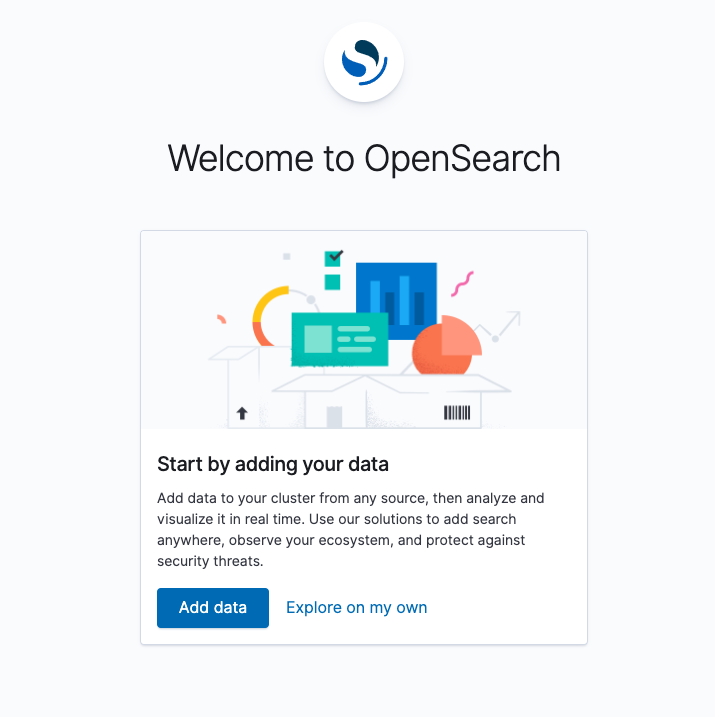 Welcome to OpenSearch
Start by adding your data
Add data to your cluster from any source, then analyze and
visualize it in real time. Use our solutions to add search
anywhere, observe your ecosystem, and protect against
security threats.
Add data
Explore on my own